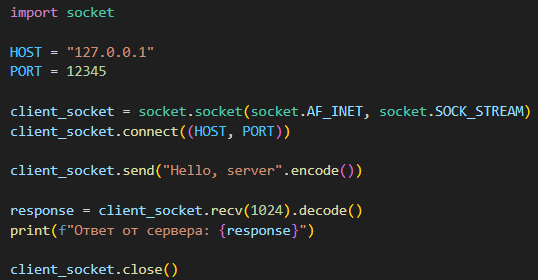 import socket
HOST = "127.0.0.1"
PORT = 12345
client_socket = socket.socket(socket.AF_INET, socket.SOCK_STREAM)
client_socket.connect((HOST, PORT))
client_socket.send("Hello, server".encode())
response = client_socket.recv(1024).decode()
print(f"Ответ от сервера: {response}")
client_socket.close()